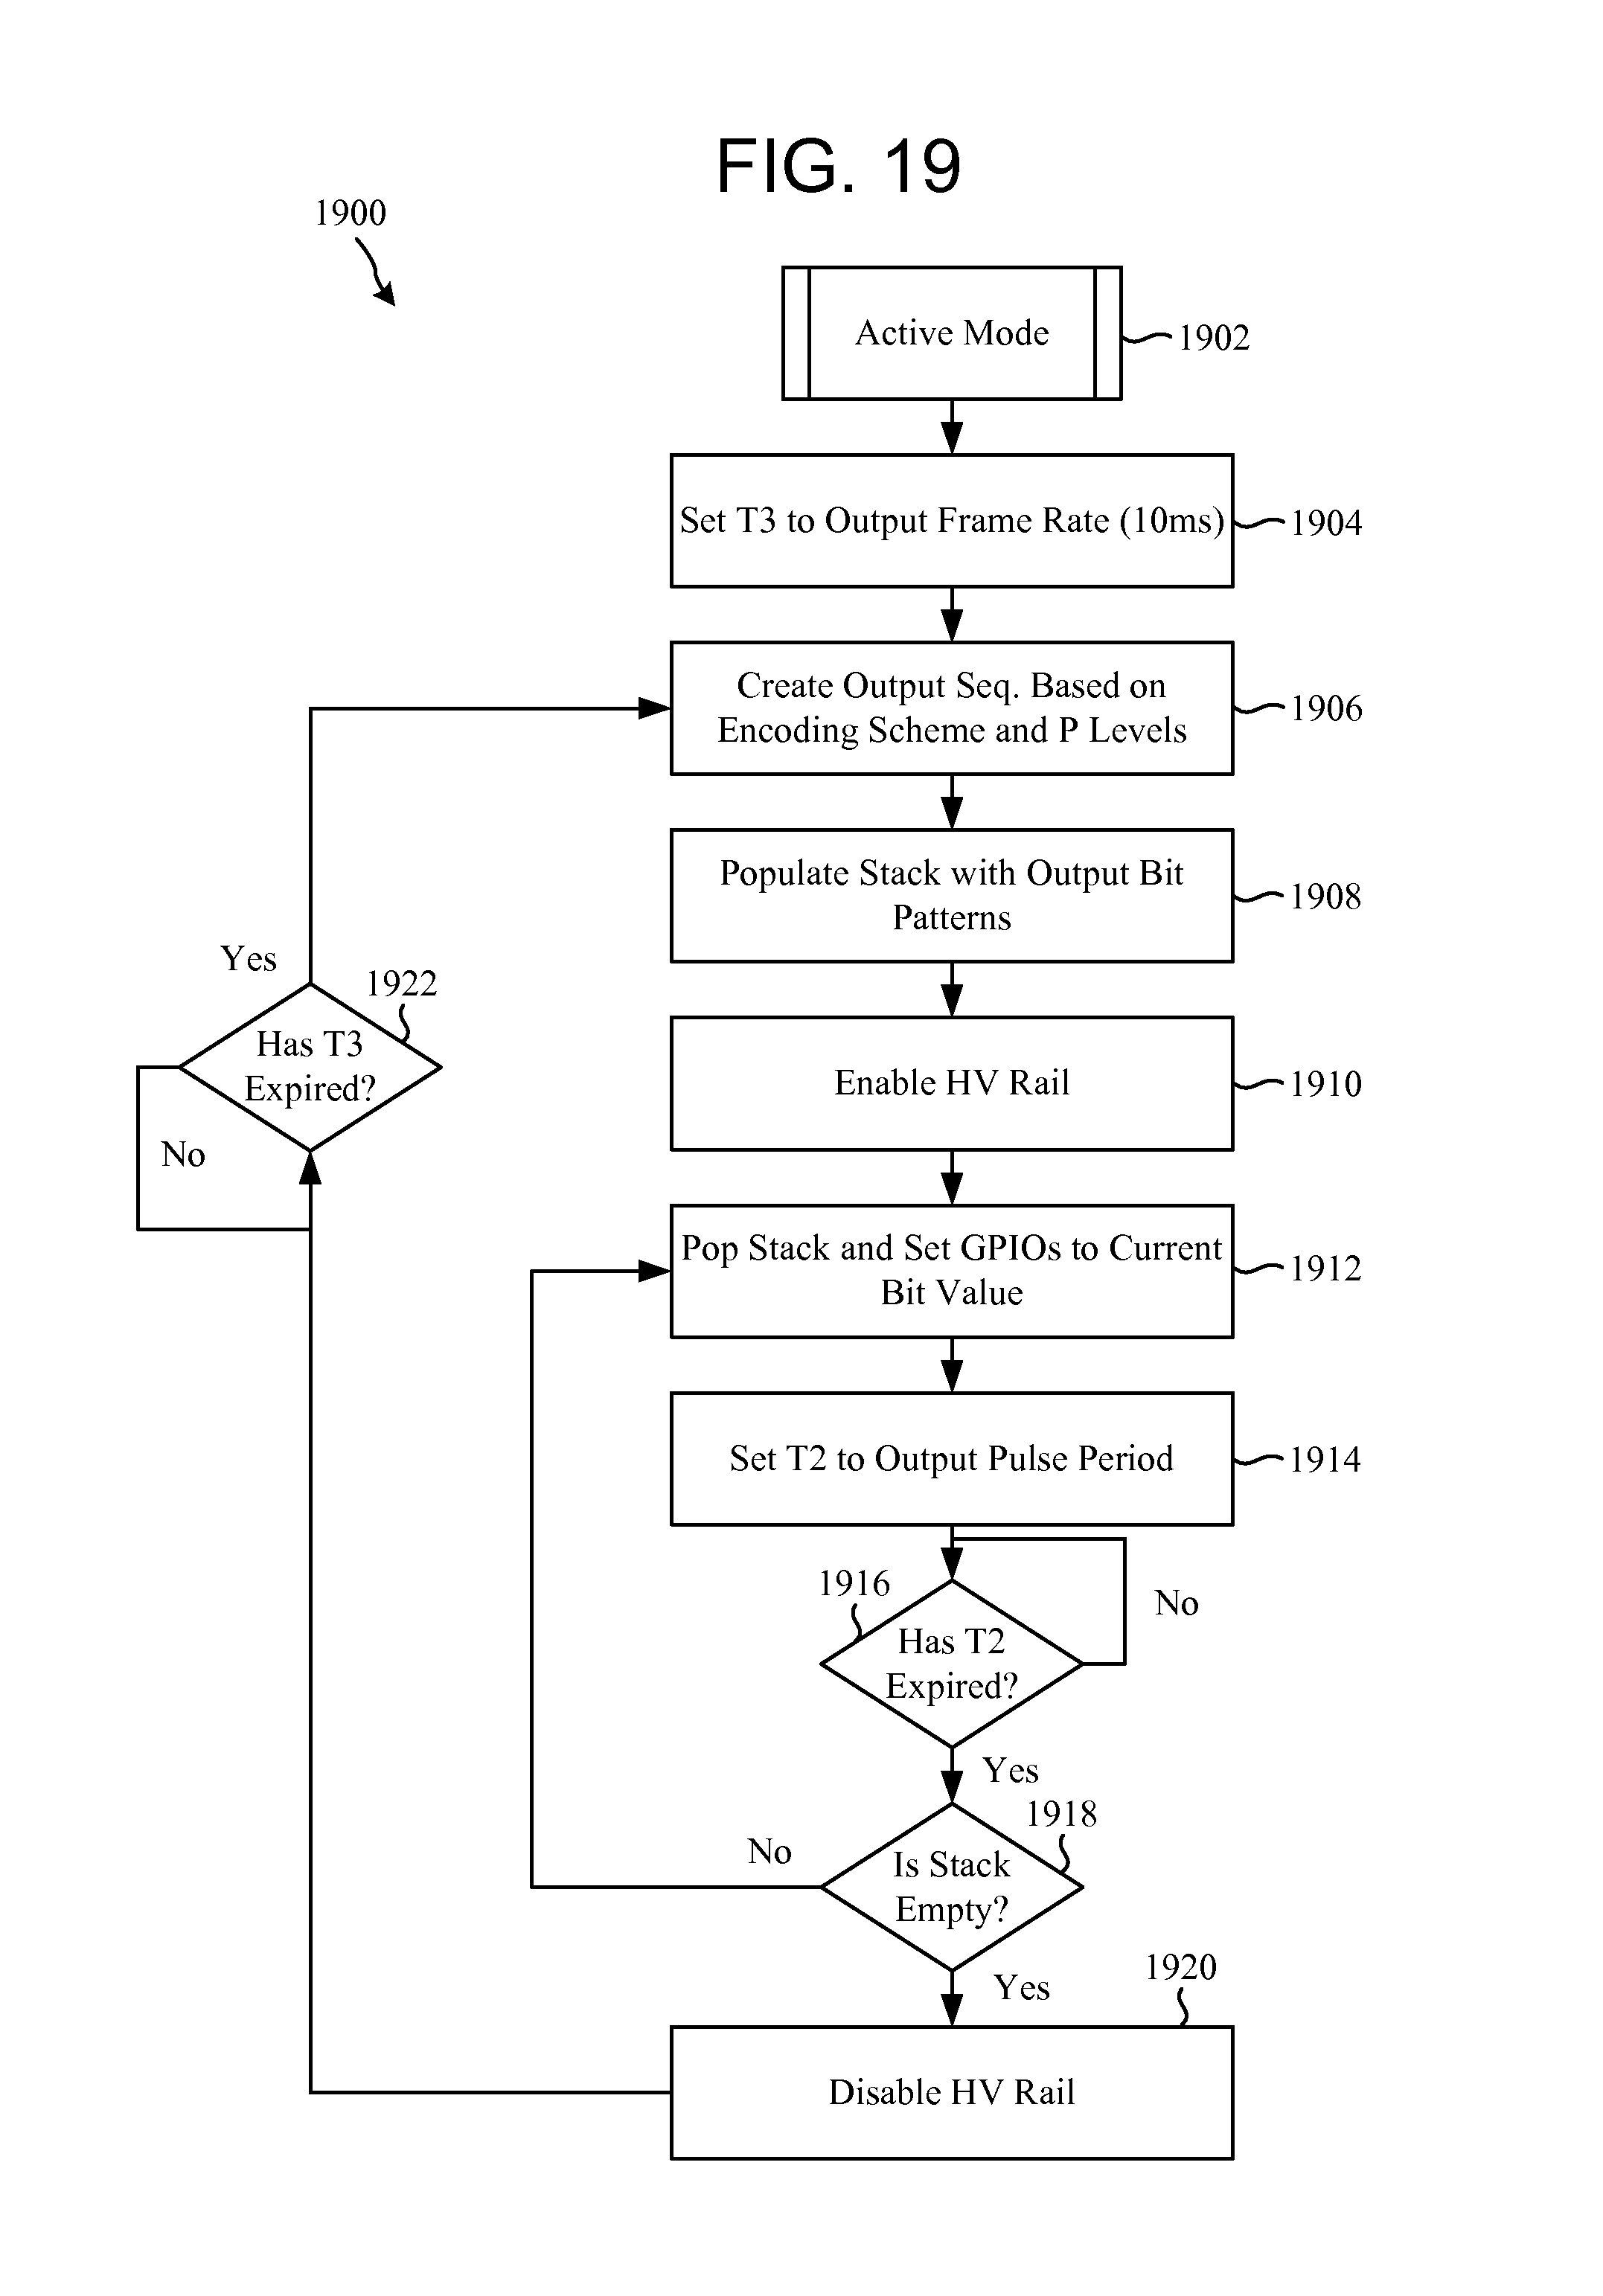 FIG. 19
1900
Active Mode
1902
Set T3 to Output Frame Rate (10ms)
1904
Create Output Seq. Based on
Encoding Scheme and P Levels
1906
Populate Stack with Output Bit
Patterns
1908
Yes
1922
Has T3
Expired?
No
Enable HV Rail
1910
Pop Stack and Set GPIOs to Current
Bit Value
1912
Set T2 to Output Pulse Period
1914
1916
Has T2
Expired?
No
Yes
1918
No
Is Stack
Empty?
Yes
1920
Disable HV Rail